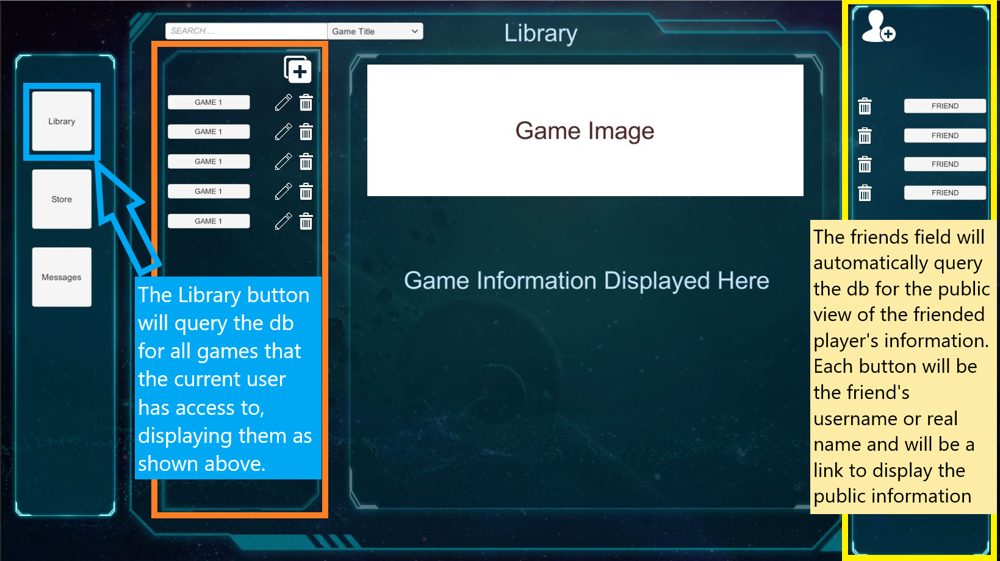 SEARCH....
Game Title
Library
Library
Store
Messages
GAME 1
GAME 1
GAME 1
GAME 1
GAME 1
Game Image
Game Information Displayed Here
FRIEND
FRIEND
FRIEND
FRIEND
The Library button
will query the db
for all games that
the current user
has access to,
displaying them as
shown above.
The friends field will
automatically query
the db for the public
view of the friended
player's information.
Each button will be
the friend's
username or real
name and will be a
link to display the
public information